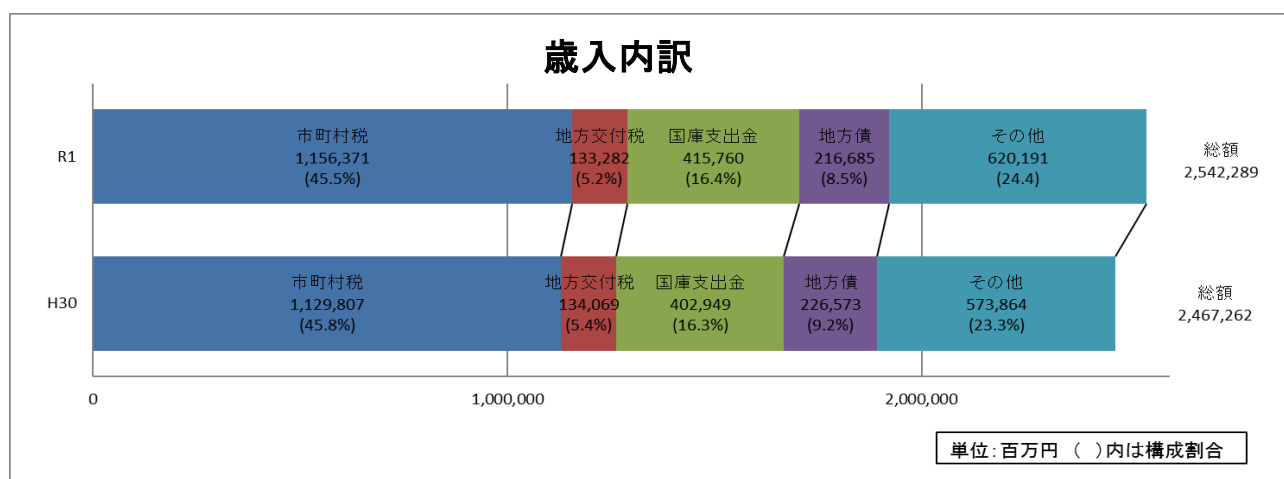 歳入内訳
R1
市町村税
1,156,371
(45.5%)
地方交付税
133,282
(5.2%)
国庫支出金
415,760
(16.4%)
地方債
216,685
(8.5%)
その他
620,191
(24.4)
総額
2,542,289
H30
市町村税
1,129,807
(45.8%)
地方交付税
134,069
(5.4%)
国庫支出金
402,949
(16.3%)
地方債
226,573
(9.2%)
その他
573,864
(23.3%)
総額
2,467,262
0
1,000,000
2,000,000
単位：百万円 （ ）内は構成割合